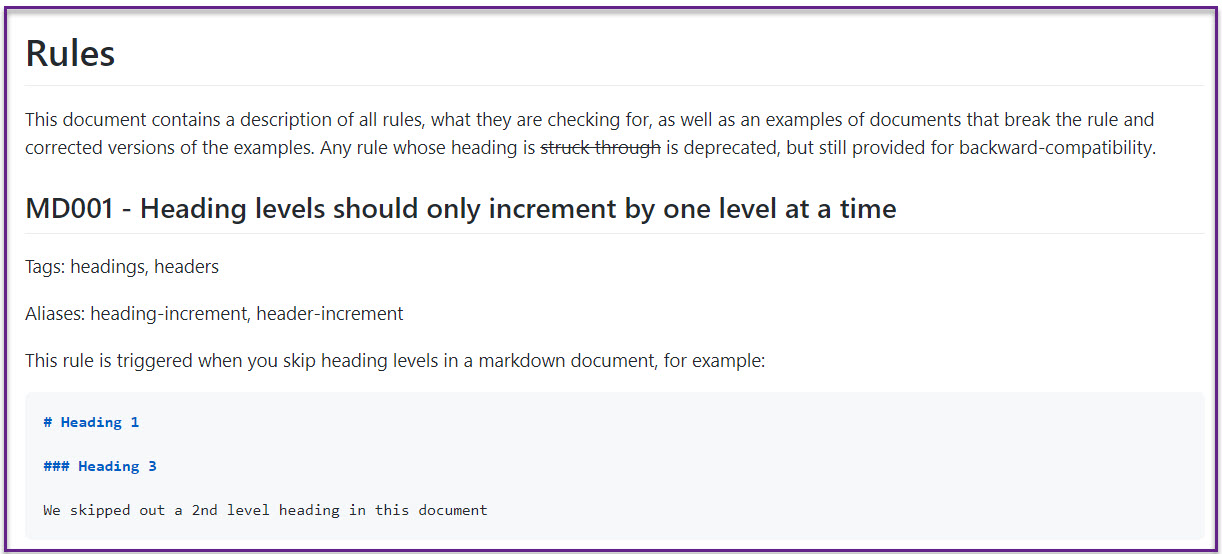 Rules
This document contains a description of all rules, what they are checking for, as well as an examples of documents that break the rule and
corrected versions of the examples. Any rule whose heading is struck through is deprecated, but still provided for backward-compatibility.
MD001 - Heading levels should only increment by one level at a time
Tags: headings, headers
Aliases: heading-increment, header-increment
This rule is triggered when you skip heading levels in a markdown document, for example:
# Heading 1
### Heading 3
We skipped out a 2nd level heading in this document